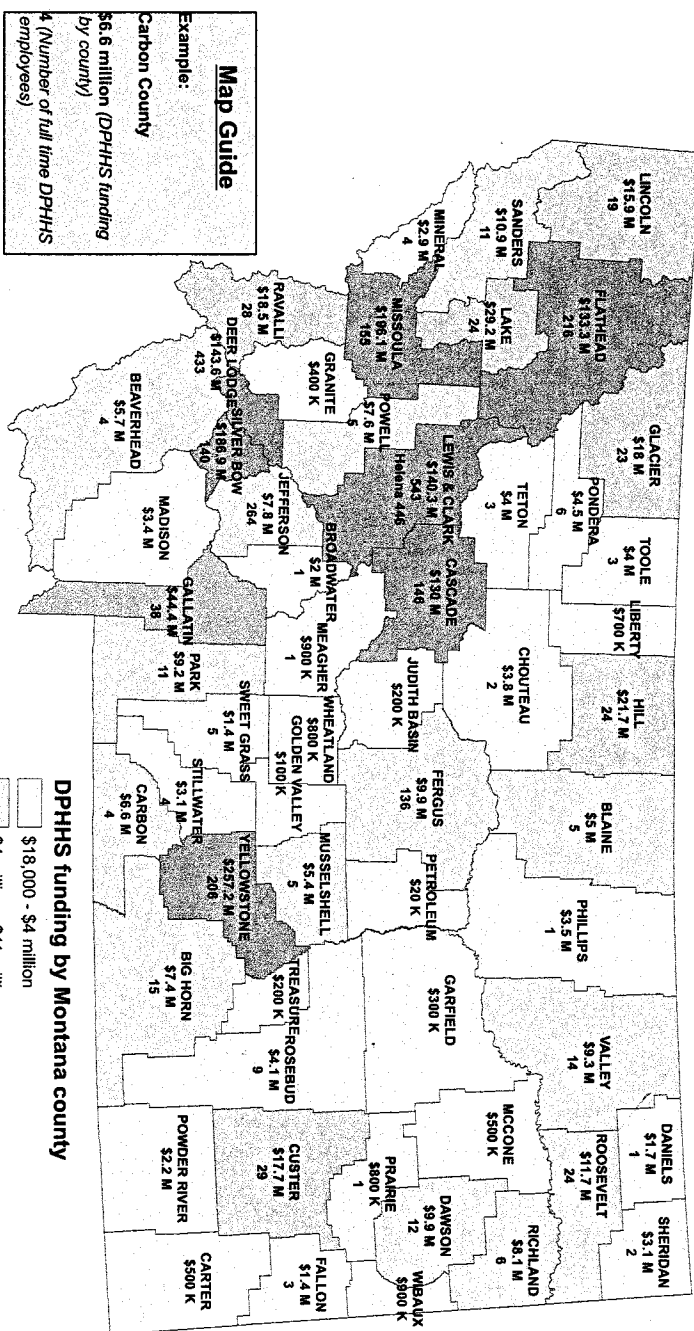 Map Guide
Example:
Carbon County
$6.6 million (DPHHS funding
by county)
4 (Number of full time DPHHS
employees)
LINCOLN
$15.9 M
19
FLATHEAD
$133.3 M
216
GLACIER
$18 M
23
TOOLE
$4 M
3
LIBERTY
$700 K
HILL
$21.7 M
24
BLAINE
$5 M
5
PHILLIPS
$3.5 M
1
VALLEY
$9.3 M
14
DANIELS
$1.7 M
1
SHERIDAN
$3.1 M
2
ROOSEVELT
$11.7 M
24
SANDERS
$10.9 M
11
LAKE
$29.2 M
24
PONDERA
$4.5 M
6
TETON
$4 M
3
CHOUTEAU
$3.8 M
2
MCCONE
$500 K
RICHLAND
$8.1 M
6
MINERAL
$2.9 M
4
MISSOULA
$196.1 M
155
POWELL
$7.6 M
5
LEWIS & CLARK
$140.3 M
543
Helena 446
CASCADE
$130 M
146
JUDITH BASIN
$200 K
FERGUS
$9.9 M
136
PETROLEUM
$20 K
GARFIELD
$300 K
DAWSON
$9.9 M
12
PRAIRIE
$800 K
1
WIBAUX
$900 K
RAVALLI
$18.5 M
28
GRANITE
$400 K
DEER LODGE
$143.6 M
433
SILVER BOW
$186.9 M
140
JEFFERSON
$7.8 M
264
BROADWATER
$2 M
1
MEAGHER
$900 K
1
WHEATLAND
$800 K
GOLDEN VALLEY
$100 K
MUSSELSHELL
$5.4 M
5
TREASURE
$200 K
ROSEBUD
$4.1 M
9
CUSTER
$17.7 M
29
FALLON
$1.4 M
3
BEAVERHEAD
$5.7 M
4
MADISON
$3.4 M
GALLATIN
$44.4 M
38
PARK
$9.2 M
11
SWEET GRASS
$1.4 M
5
STILLWATER
$3.1 M
4
YELLOWSTONE
$257.2 M
206
CARBON
$6.6 M
4
BIG HORN
$7.4 M
15
POWDER RIVER
$2.2 M
CARTER
$500 K
DPHHS funding by Montana county
$18,000 - $4 million